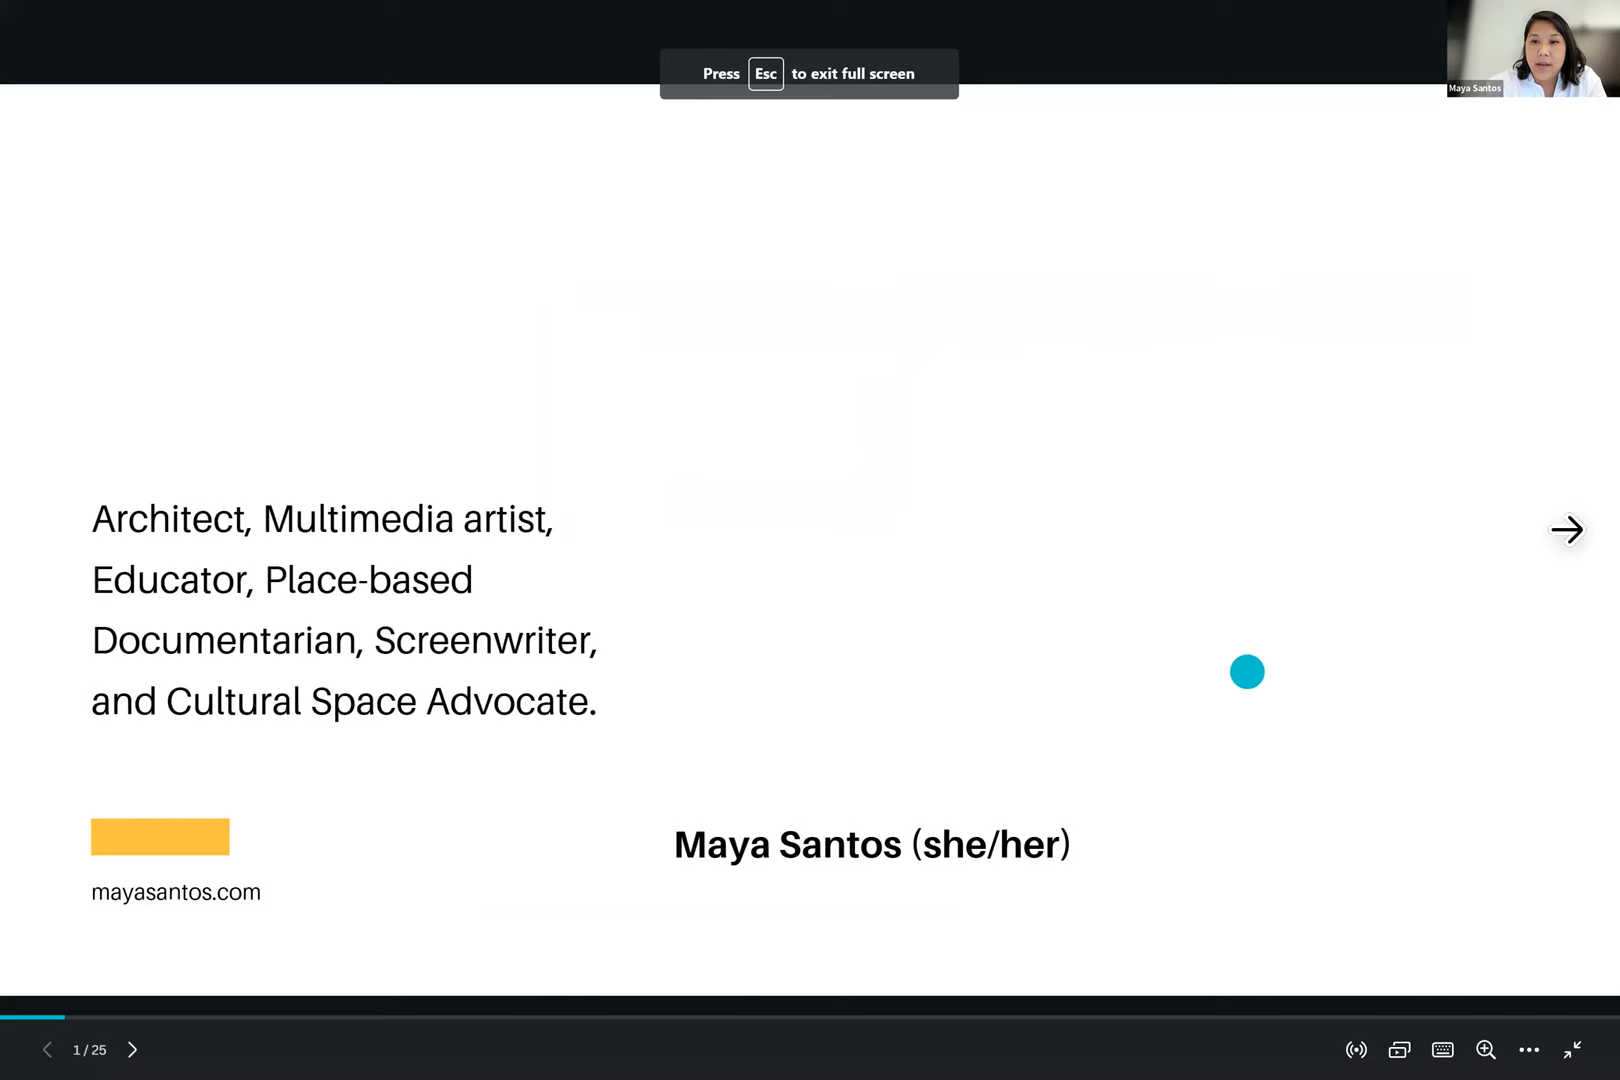 Press Esc to exit full screen
Maya Santos
Architect, Multimedia artist,
Educator, Place-based
Documentarian, Screenwriter,
and Cultural Space Advocate.
Maya Santos (she/her)
mayasantos.com
1 / 25